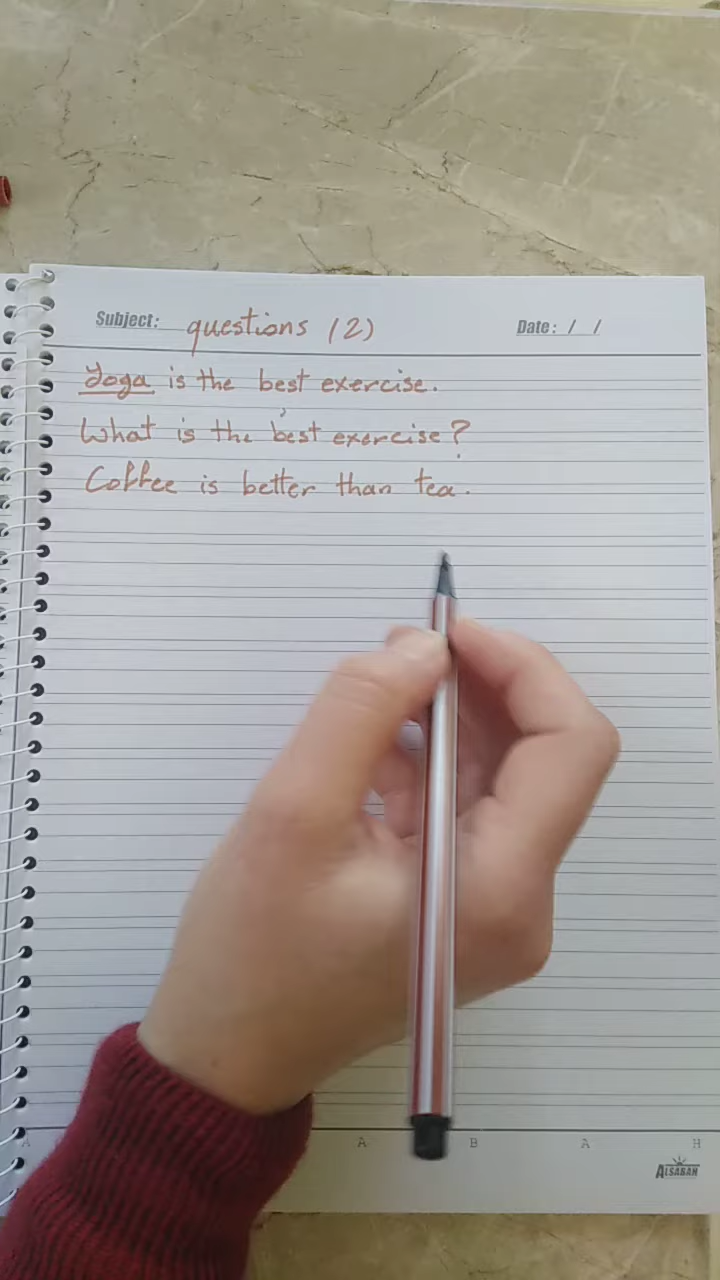 Subject: questions (2) Date: / /
Yoga is the best exercise.
What is the best exercise?
Coffee is better than tea.
A A B A H
ALSABAH